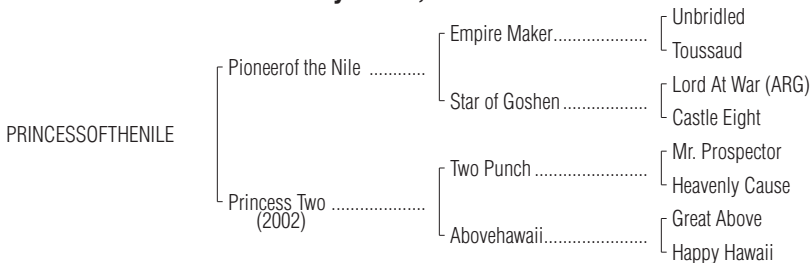 Unbridled
Empire Maker....................
Toussaud
Pioneerof the Nile ............
Lord At War (ARG)
Star of Goshen..................
Castle Eight
PRINCESSOFTHENILE
Mr. Prospector
Two Punch ........................
Heavenly Cause
Princess Two ....................
(2002)
Great Above
Abovehawaii......................
Happy Hawaii